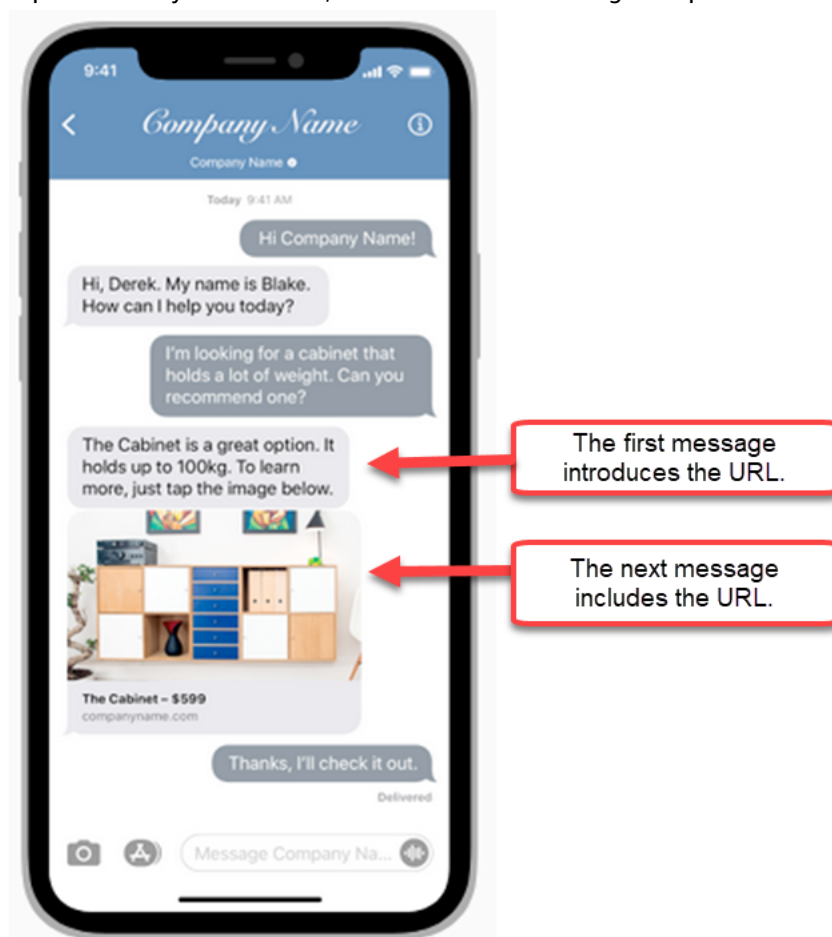 9:41
Company Name
Company Name
Today 9:41 AM
Hi Company Name!
Hi, Derek. My name is Blake.
How can I help you today?
I'm looking for a cabinet that
holds a lot of weight. Can you
recommend one?
The Cabinet is a great option. It
holds up to 100kg. To learn
more, just tap the image below.
The first message
introduces the URL.
The next message
includes the URL.
The Cabinet – $599
companyname.com
Thanks, I'll check it out.
Delivered
Message Company Na...